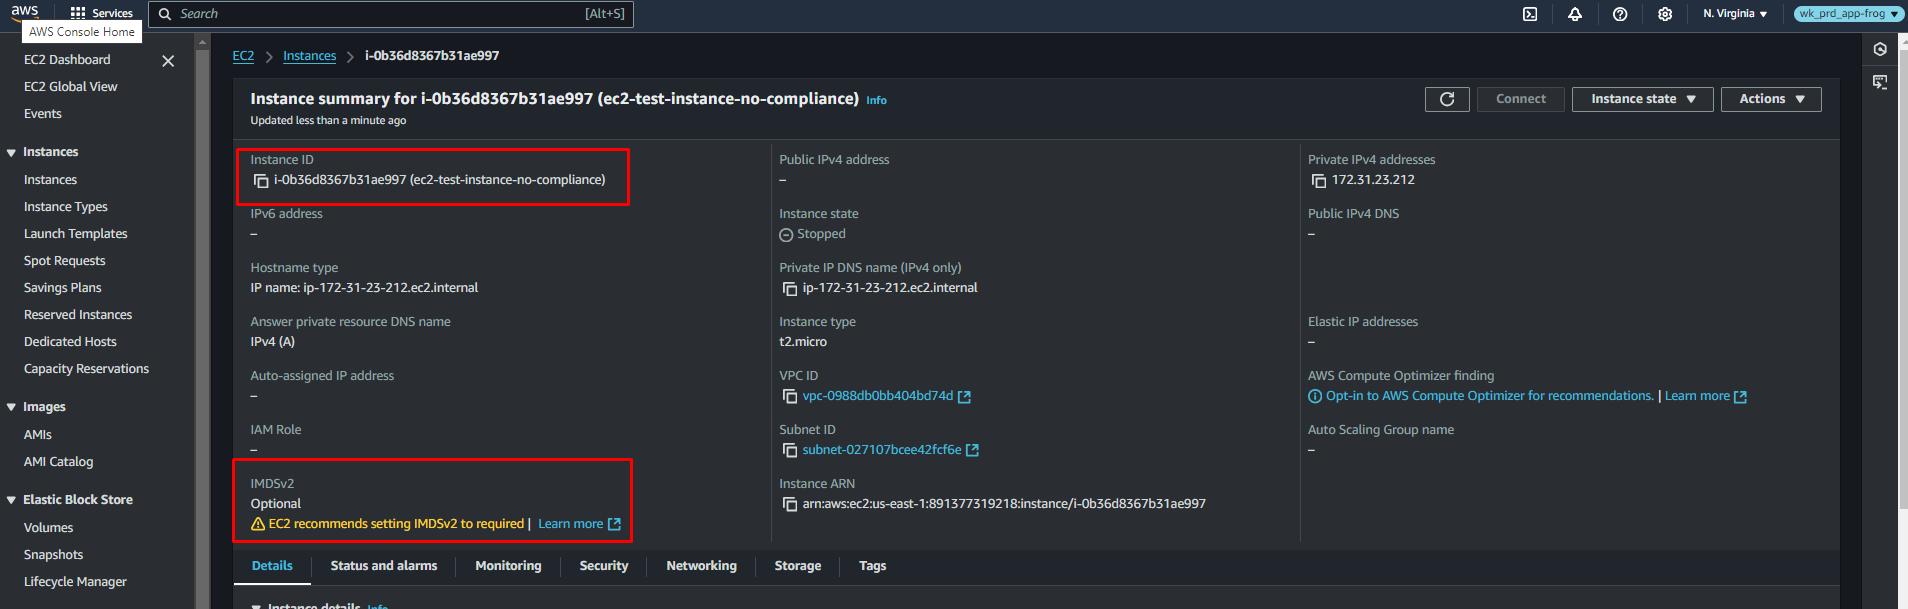 aws
Services
Search
[Alt+S]
N. Virginia
wk_prd_app-frog
AWS Console Home
EC2 Dashboard
EC2 Global View
Events
Instances
Instances
Instance Types
Launch Templates
Spot Requests
Savings Plans
Reserved Instances
Dedicated Hosts
Capacity Reservations
Images
AMIs
AMI Catalog
Elastic Block Store
Volumes
Snapshots
Lifecycle Manager
EC2 > Instances > i-0b36d8367b31ae997
Instance summary for i-0b36d8367b31ae997 (ec2-test-instance-no-compliance) Info
Updated less than a minute ago
Connect
Instance state
Actions
Instance ID
i-0b36d8367b31ae997 (ec2-test-instance-no-compliance)
IPv6 address
–
Hostname type
IP name: ip-172-31-23-212.ec2.internal
Answer private resource DNS name
IPv4 (A)
Auto-assigned IP address
–
IAM Role
–
IMDSv2
Optional
EC2 recommends setting IMDSv2 to required | Learn more
Public IPv4 address
–
Instance state
Stopped
Private IP DNS name (IPv4 only)
ip-172-31-23-212.ec2.internal
Instance type
t2.micro
VPC ID
vpc-0988db0bb404bd74d
Subnet ID
subnet-027107bcee42fcf6e
Instance ARN
arn:aws:ec2:us-east-1:891377319218:instance/i-0b36d8367b31ae997
Private IPv4 addresses
172.31.23.212
Public IPv4 DNS
–
Elastic IP addresses
–
AWS Compute Optimizer finding
Opt-in to AWS Compute Optimizer for recommendations. | Learn more
Auto Scaling Group name
–
Details
Status and alarms
Monitoring
Security
Networking
Storage
Tags
Instance details Info